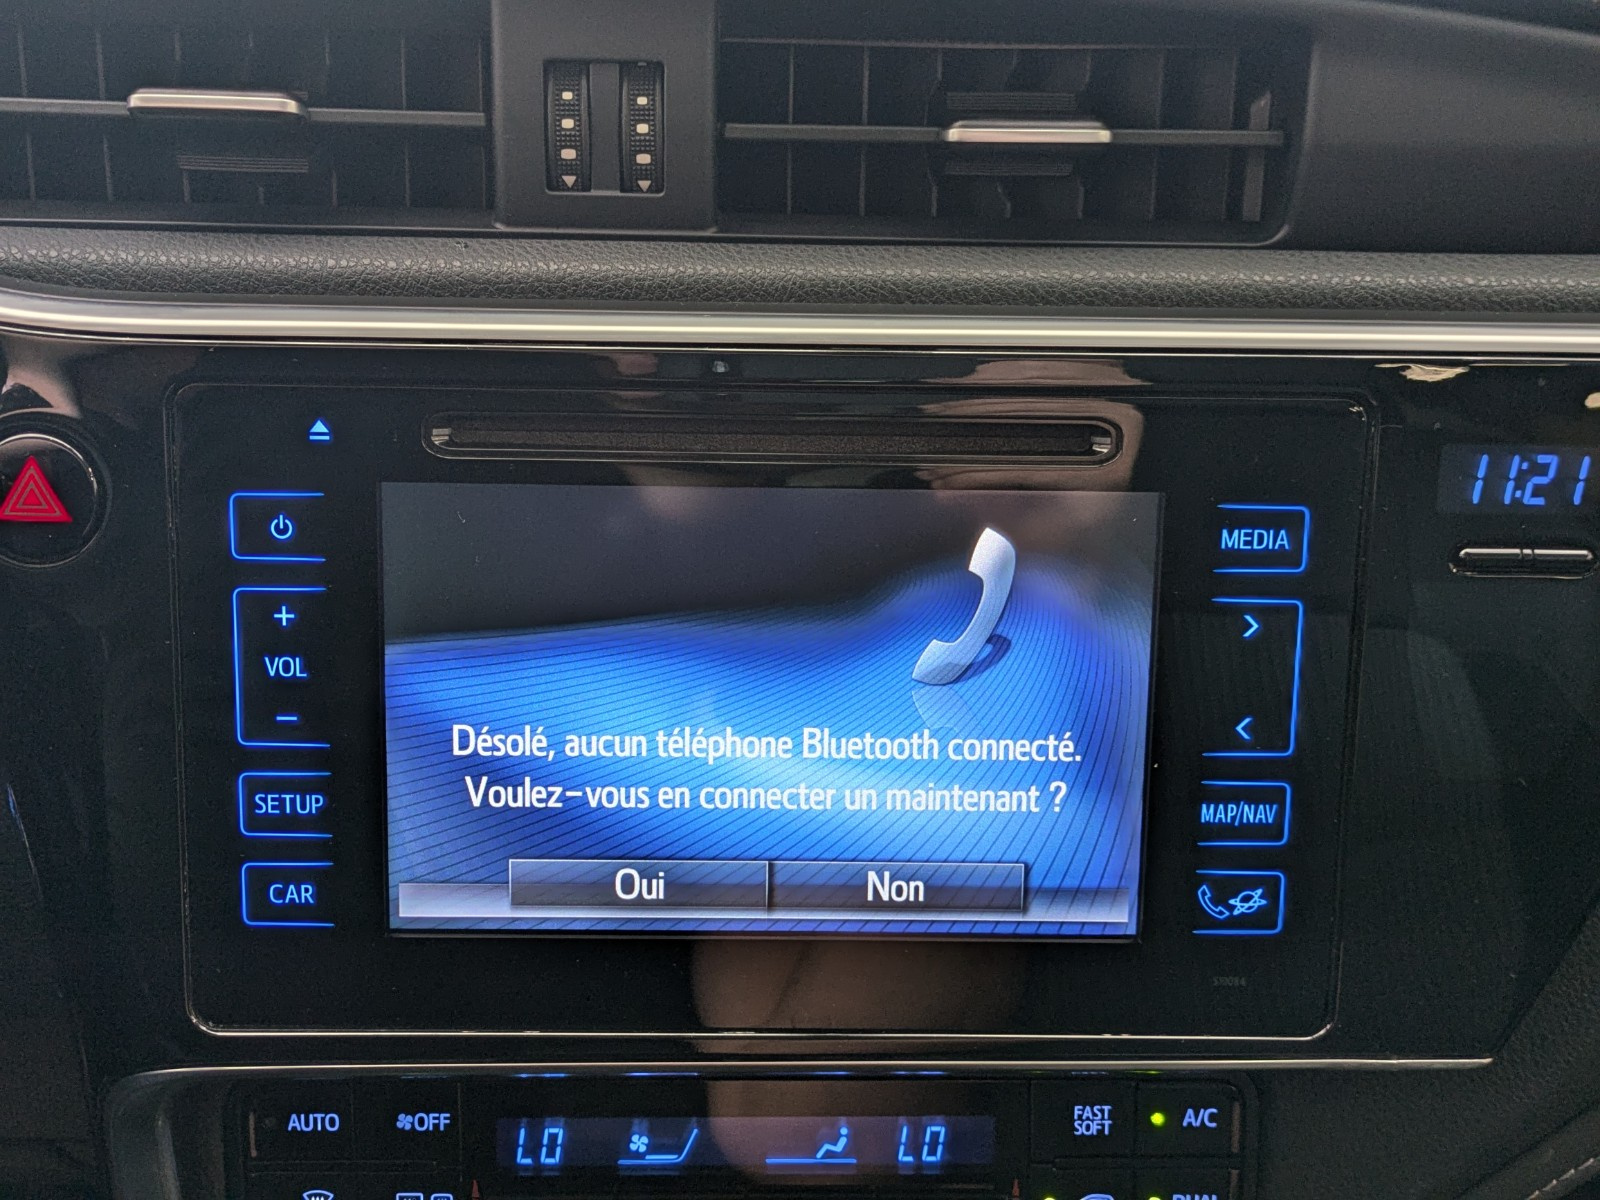 11:21
MEDIA
+
VOL
−
SETUP
CAR
Désolé, aucun téléphone Bluetooth connecté.
Voulez-vous en connecter un maintenant ?
Oui
Non
>
<
MAP/NAV
AUTO
OFF
LO
LO
FAST
SOFT
A/C
DUAL